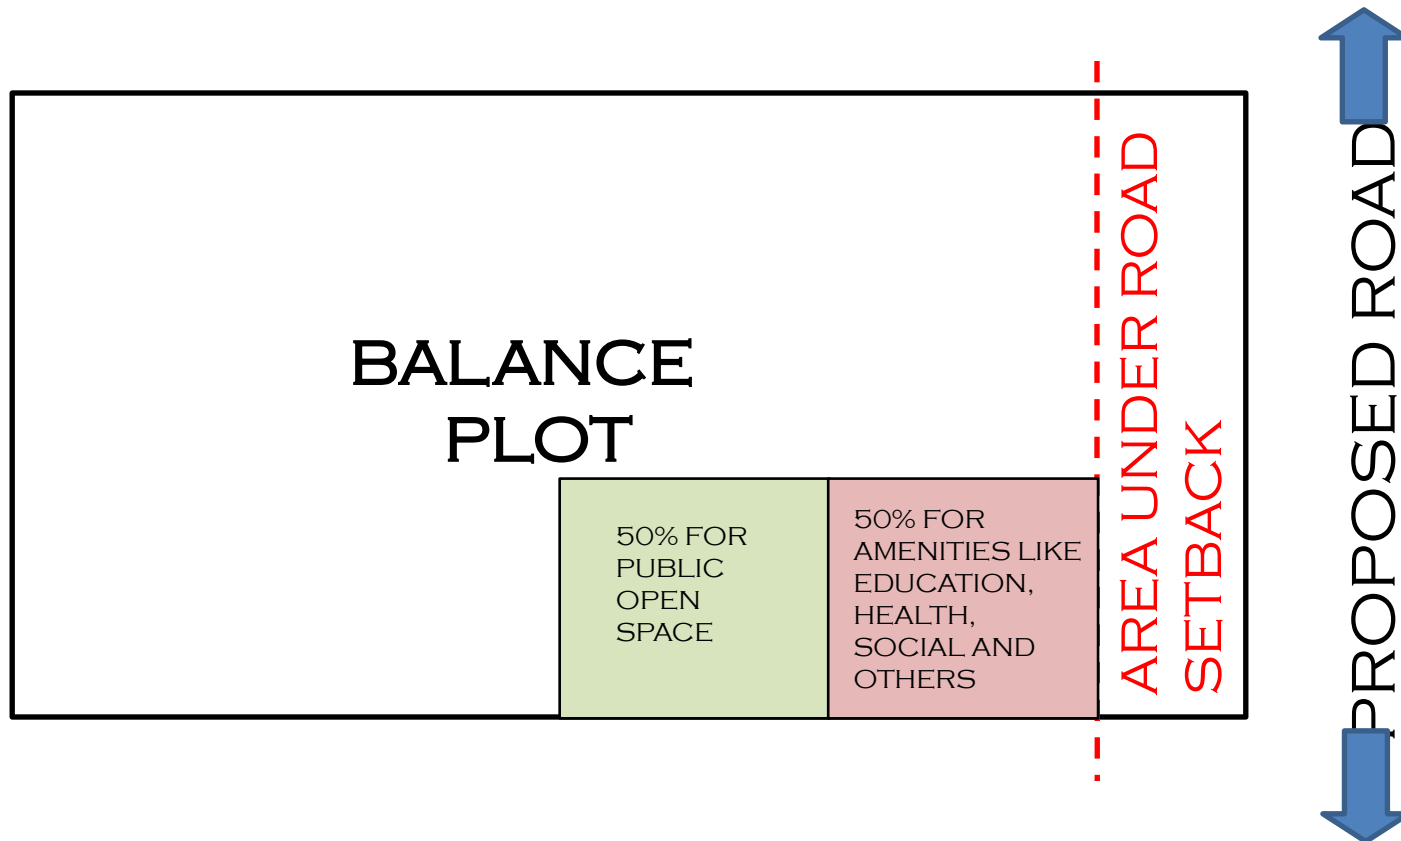 BALANCE
PLOT
50% FOR
PUBLIC
OPEN
SPACE
50% FOR
AMENITIES LIKE
EDUCATION,
HEALTH,
SOCIAL AND
OTHERS
AREA UNDER ROAD
SETBACK
PROPOSED ROAD